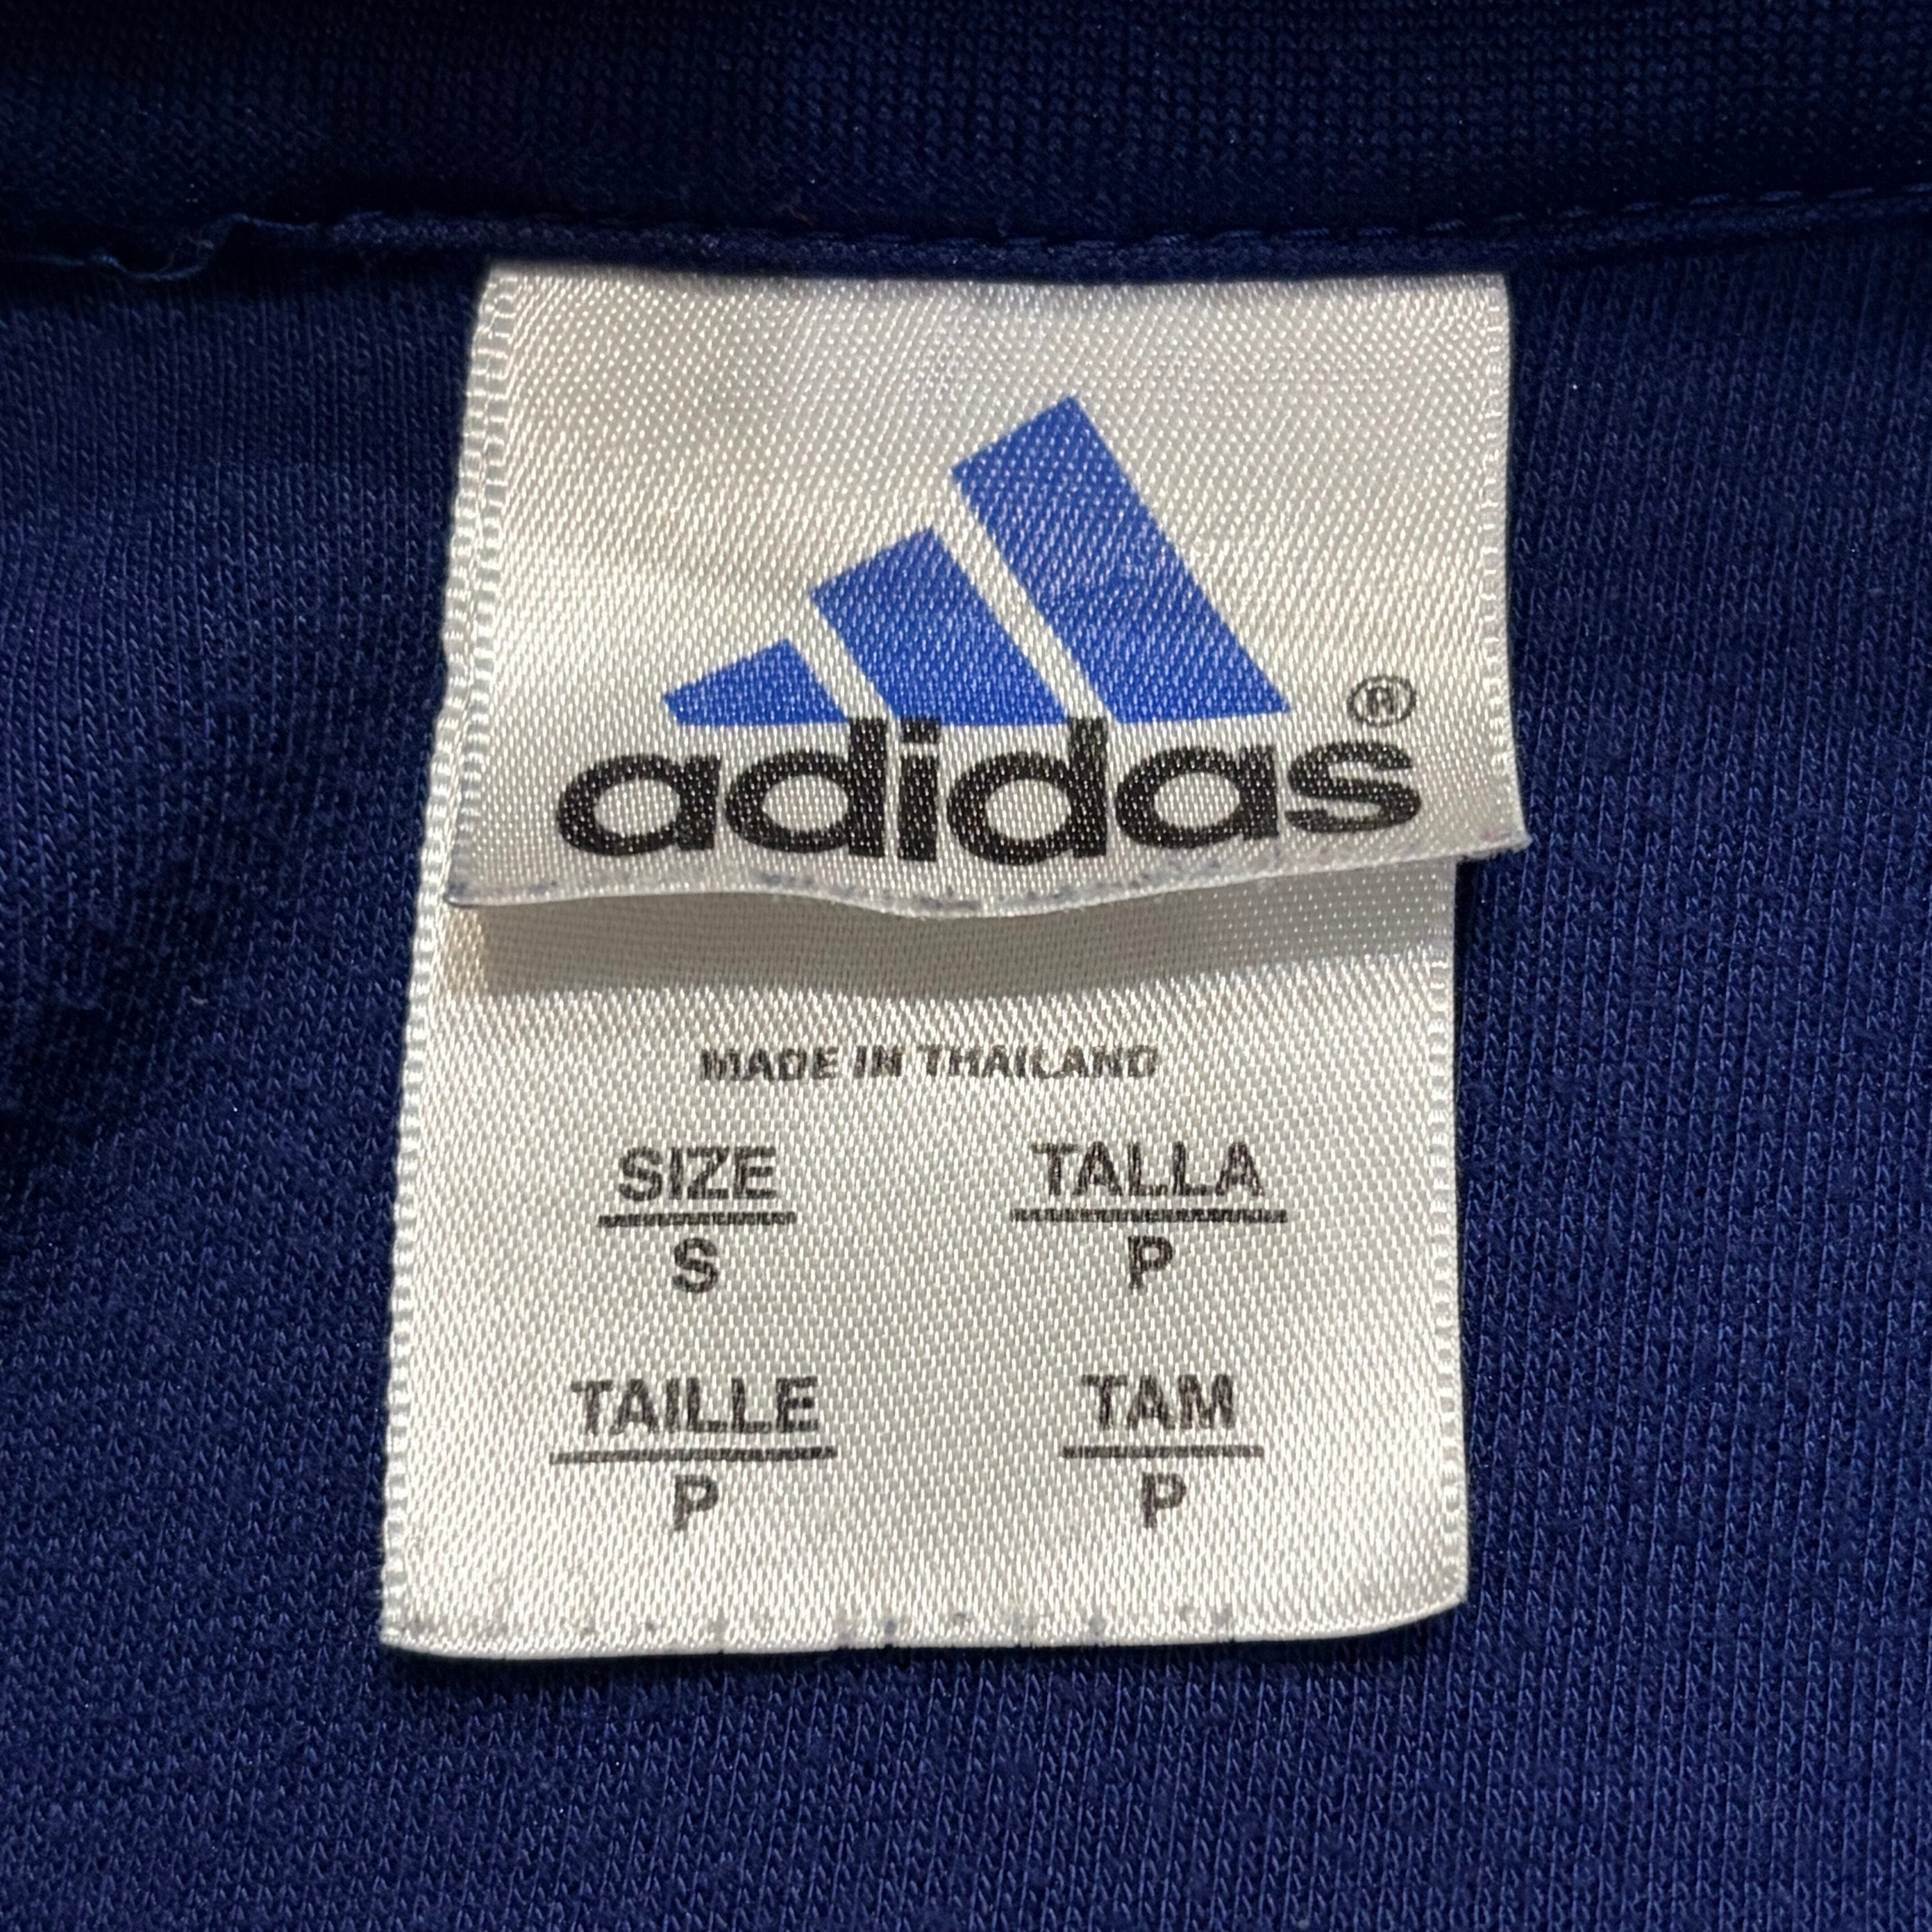 adidas®
MADE IN THAILAND
SIZE TALLA
S P
TAILLE TAM
P P